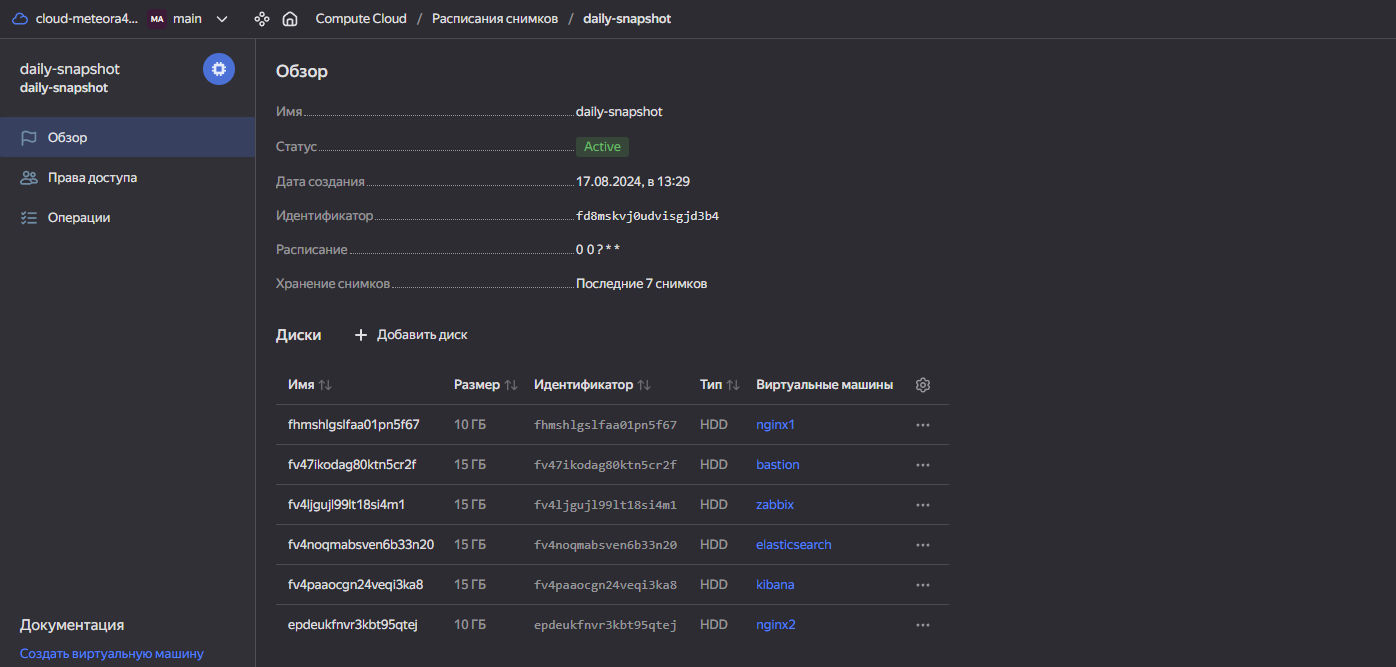 cloud-meteora4... MA main Compute Cloud / Расписания снимков / daily-snapshot
daily-snapshot
daily-snapshot
Обзор
Права доступа
Операции
Документация
Создать виртуальную машину
Обзор
Имя daily-snapshot
Статус Active
Дата создания 17.08.2024, в 13:29
Идентификатор fd8mskvj0udvisgjd3b4
Расписание 0 0 ? * *
Хранение снимков Последние 7 снимков
Диски + Добавить диск
Имя Размер Идентификатор Тип Виртуальные машины
fhmshlgslfaa01pn5f67 10 ГБ fhmshlgslfaa01pn5f67 HDD nginx1
fv47ikodag80ktn5cr2f 15 ГБ fv47ikodag80ktn5cr2f HDD bastion
fv4ljgujl99lt18si4m1 15 ГБ fv4ljgujl99lt18si4m1 HDD zabbix
fv4noqmabsven6b33n20 15 ГБ fv4noqmabsven6b33n20 HDD elasticsearch
fv4paaocgn24veqi3ka8 15 ГБ fv4paaocgn24veqi3ka8 HDD kibana
epdeukfnvr3kbt95qtej 10 ГБ epdeukfnvr3kbt95qtej HDD nginx2